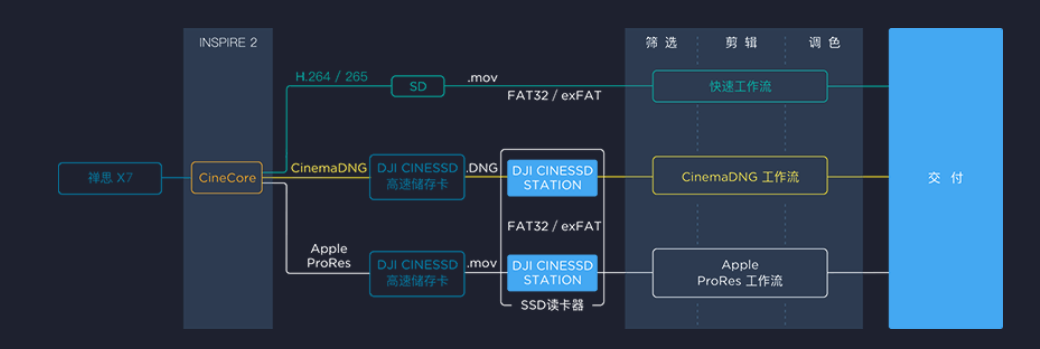 INSPIRE 2
筛 选
剪 辑
调 色
H.264 / 265
SD
.mov
FAT32 / exFAT
快速工作流
禅思 X7
CineCore
CinemaDNG
DJI CINESSD
高速储存卡
.DNG
DJI CINESSD
STATION
CinemaDNG 工作流
交 付
FAT32 / exFAT
Apple
ProRes
DJI CINESSD
高速储存卡
.mov
DJI CINESSD
STATION
Apple
ProRes 工作流
SSD读卡器